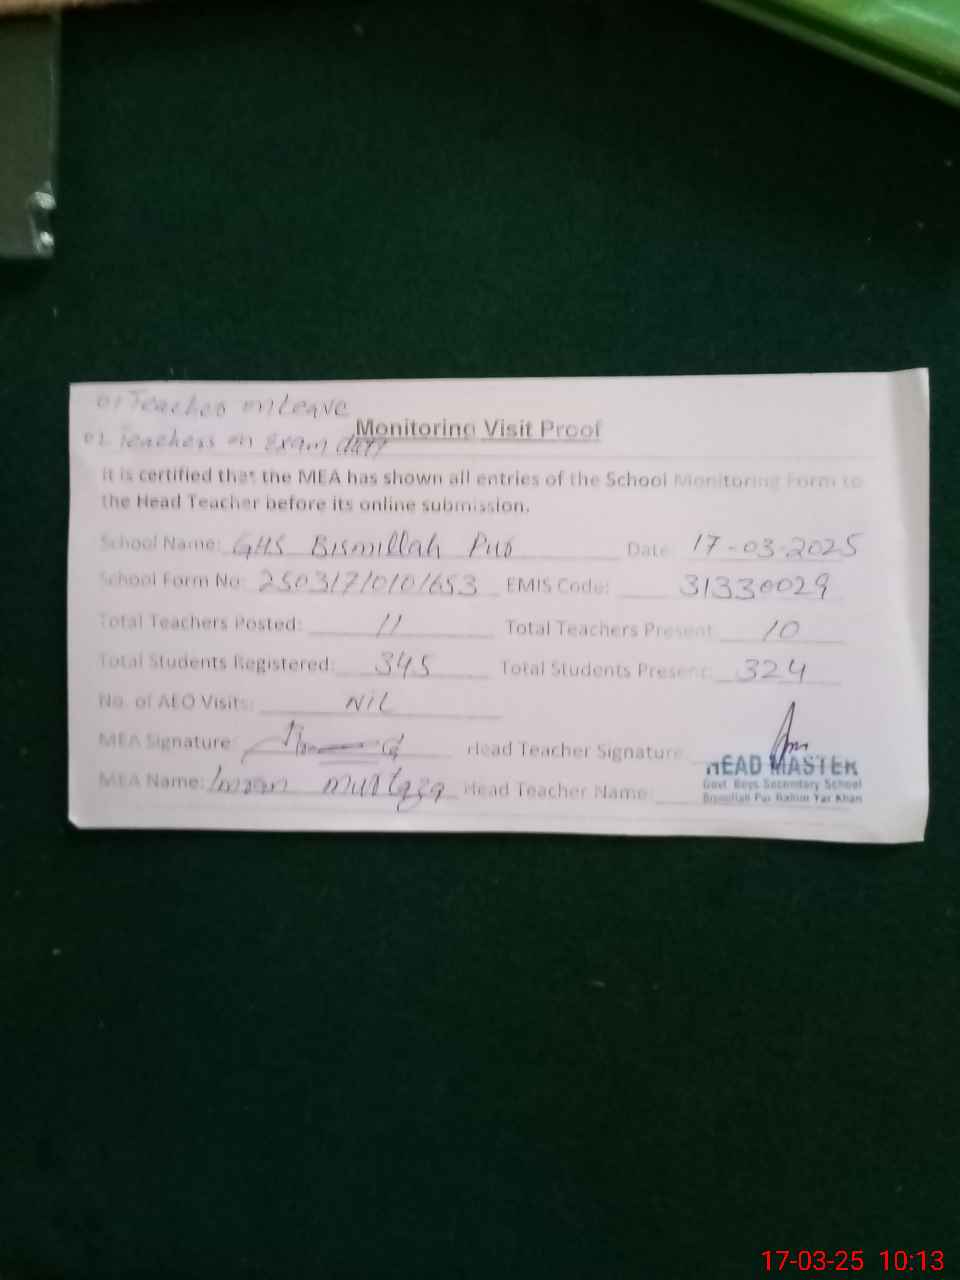 01 Teacher on Leave
02 Teachers on Exam duty
Monitoring Visit Proof
It is certified that the MEA has shown all entries of the School Monitoring Form to
the Head Teacher before its online submission.
School Name: GHS Bismillah Pur Date: 17-03-2025
School Form No: 250317/0101653 EMIS Code: 31330029
Total Teachers Posted: 11 Total Teachers Present: 10
Total Students Registered: 345 Total Students Present: 324
No. of AEO Visits: Nil
MEA Signature: Head Teacher Signature:
HEAD MASTER
MEA Name: Imran Murtaza Head Teacher Name:
Govt. Boys Secondary School
Bismillah Pur Rahim Yar Khan
17-03-25 10:13